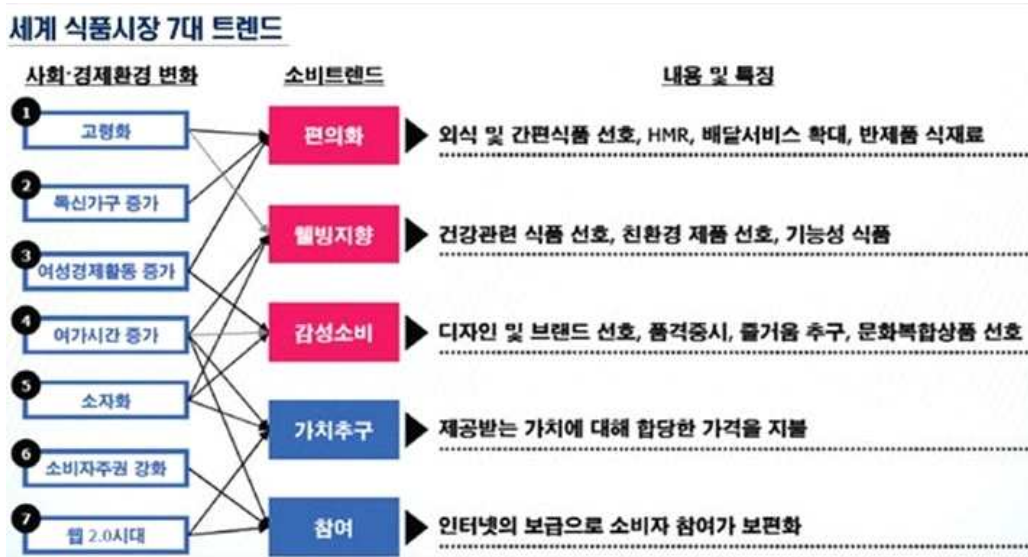 세계 식품시장 7대 트렌드
사회·경제환경 변화 소비트렌드 내용 및 특징
1 고령화 편의화 외식 및 간편식품 선호, HMR, 배달서비스 확대, 반제품 식재료
2 독신가구 증가
웰빙지향 건강관련 식품 선호, 친환경 제품 선호, 기능성 식품
3 여성경제활동 증가
4 여가시간 증가 감성소비 디자인 및 브랜드 선호, 품격중시, 즐거움 추구, 문화복합상품 선호
5 소자화
가치추구 제공받는 가치에 대해 합당한 가격을 지불
6 소비자주권 강화
7 웹 2.0시대 참여 인터넷의 보급으로 소비자 참여가 보편화